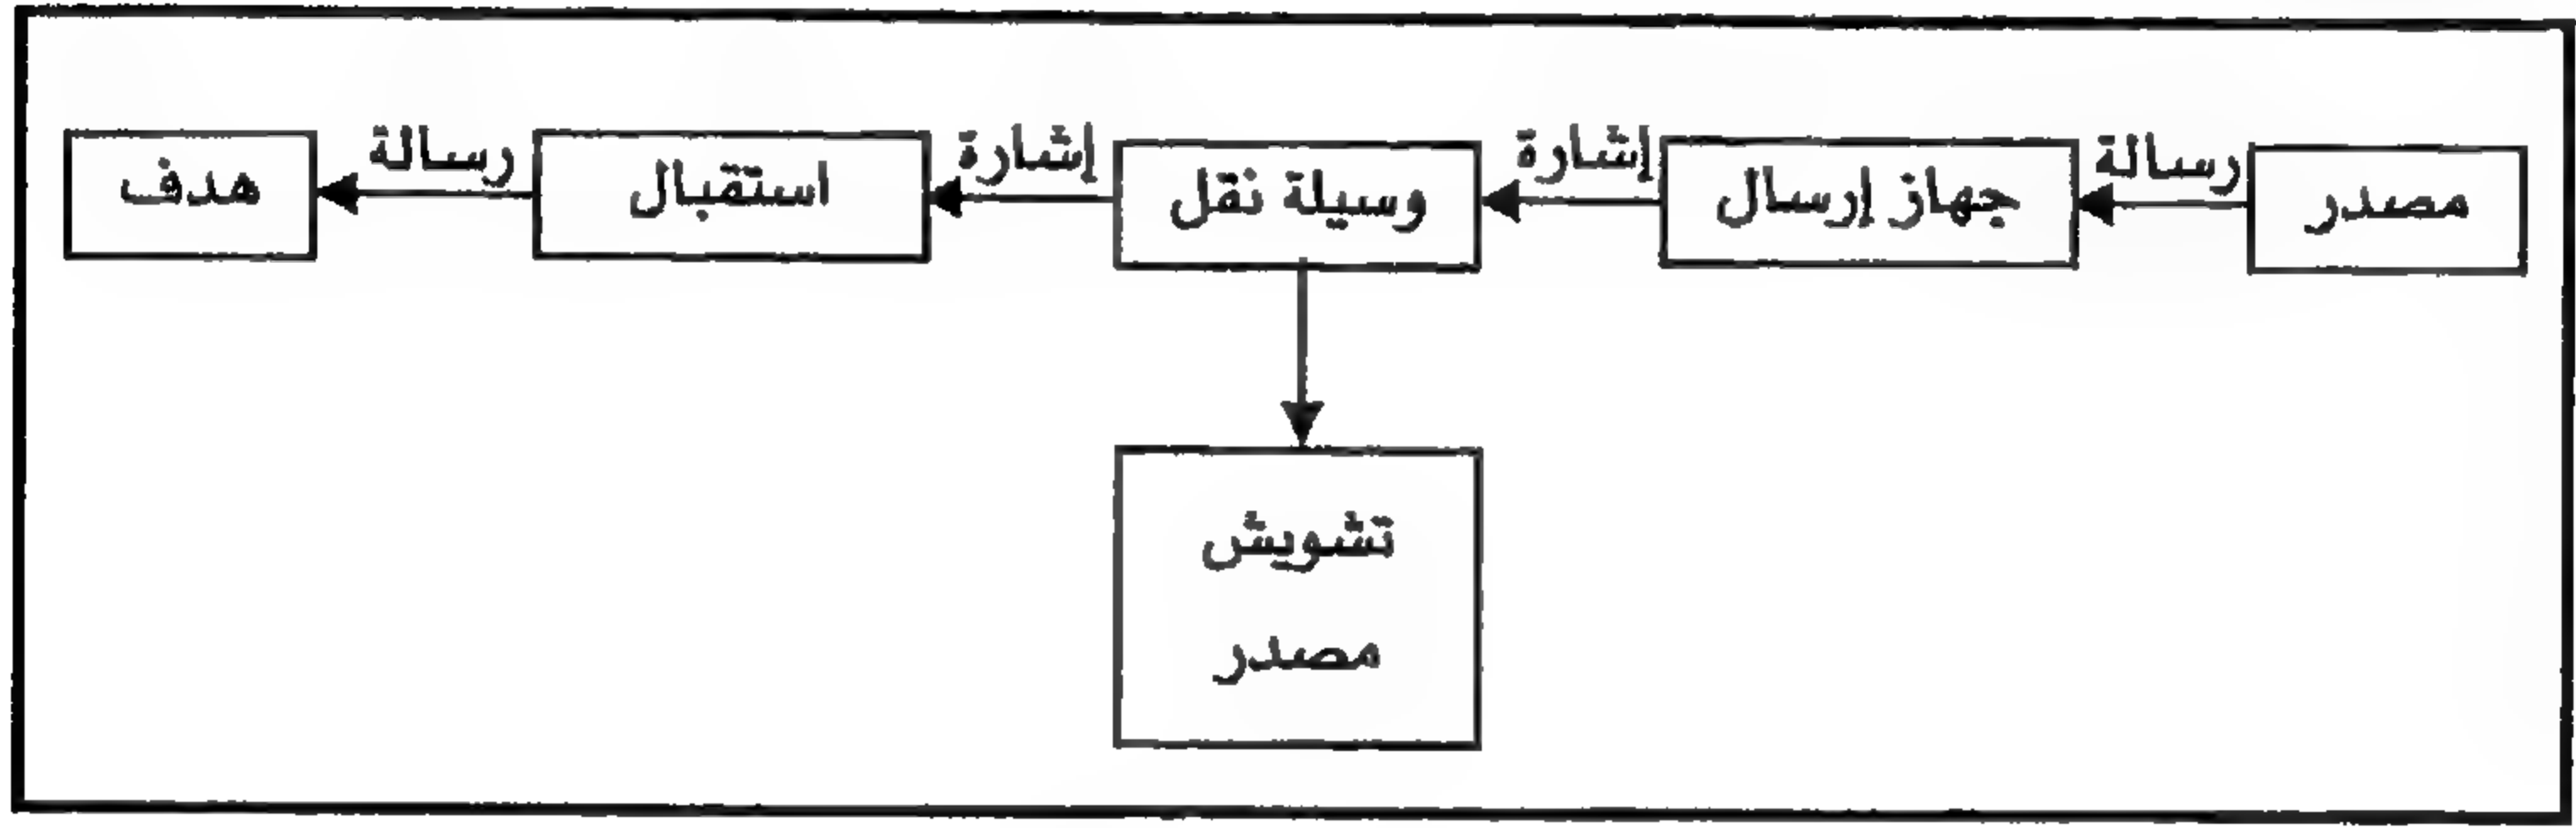 مصدر
رسالة
جهاز إرسال
إشارة
وسيلة نقل
إشارة
استقبال
رسالة
هدف
تشويش
مصدر